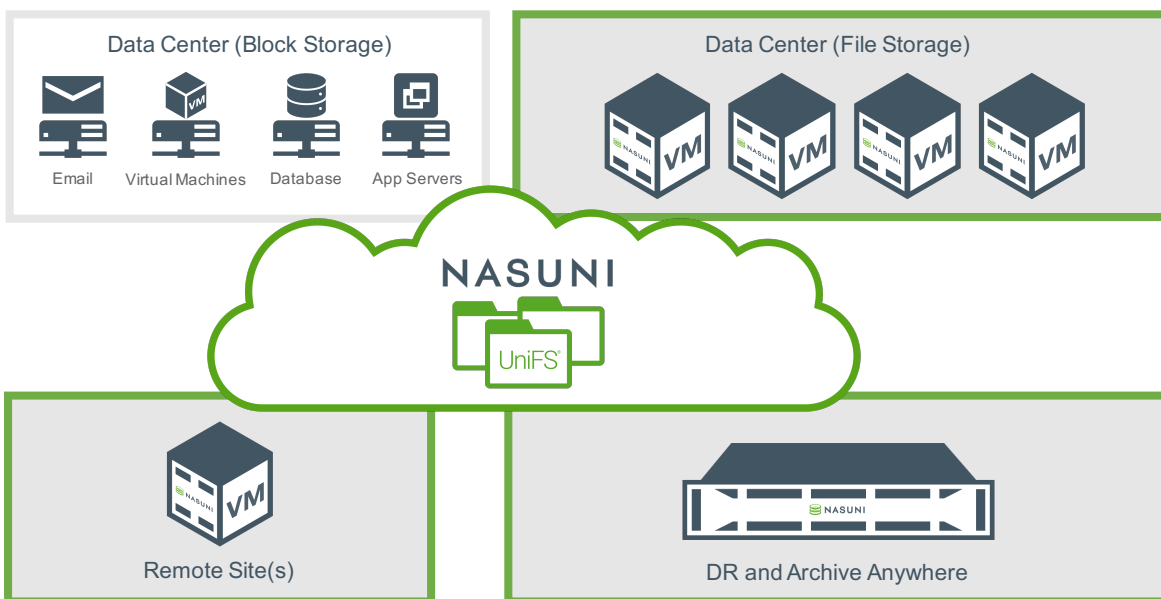 Data Center (Block Storage)
Email
Virtual Machines
Database
App Servers
Data Center (File Storage)
NASUNI
VM
NASUNI
VM
NASUNI
VM
NASUNI
VM
VM
NASUNI
UniFS®
NASUNI
VM
Remote Site(s)
NASUNI
DR and Archive Anywhere